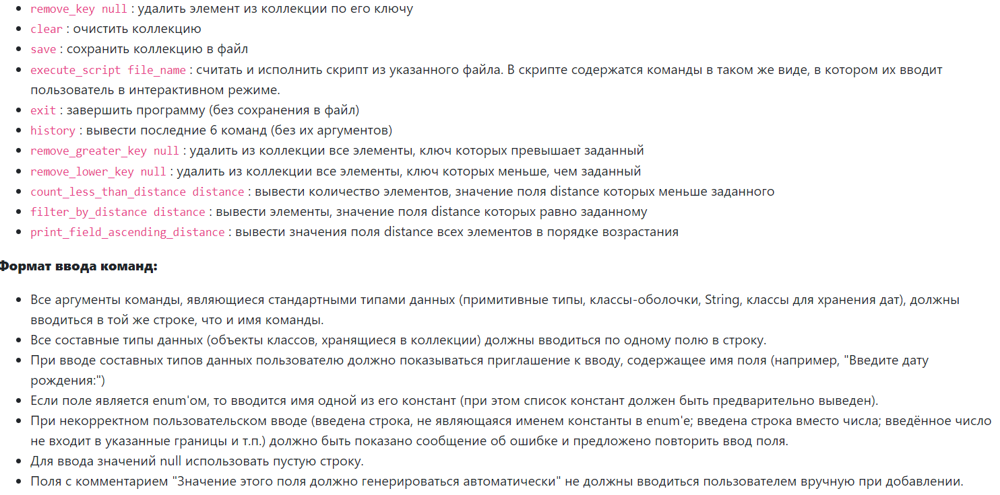 remove_key null : удалить элемент из коллекции по его ключу
clear : очистить коллекцию
save : сохранить коллекцию в файл
execute_script file_name : считать и исполнить скрипт из указанного файла. В скрипте содержатся команды в таком же виде, в котором их вводит
пользователь в интерактивном режиме.
exit : завершить программу (без сохранения в файл)
history : вывести последние 6 команд (без их аргументов)
remove_greater_key null : удалить из коллекции все элементы, ключ которых превышает заданный
remove_lower_key null : удалить из коллекции все элементы, ключ которых меньше, чем заданный
count_less_than_distance distance : вывести количество элементов, значение поля distance которых меньше заданного
filter_by_distance distance : вывести элементы, значение поля distance которых равно заданному
print_field_ascending_distance : вывести значения поля distance всех элементов в порядке возрастания
Формат ввода команд:
Все аргументы команды, являющиеся стандартными типами данных (примитивные типы, классы-оболочки, String, классы для хранения дат), должны
вводиться в той же строке, что и имя команды.
Все составные типы данных (объекты классов, хранящиеся в коллекции) должны вводиться по одному полю в строку.
При вводе составных типов данных пользователю должно показываться приглашение к вводу, содержащее имя поля (например, "Введите дату
рождения:")
Если поле является enum'ом, то вводится имя одной из его констант (при этом список констант должен быть предварительно выведен).
При некорректном пользовательском вводе (введена строка, не являющаяся именем константы в enum'е; введена строка вместо числа; введённое число
не входит в указанные границы и т.п.) должно быть показано сообщение об ошибке и предложено повторить ввод поля.
Для ввода значений null использовать пустую строку.
Поля с комментарием "Значение этого поля должно генерироваться автоматически" не должны вводиться пользователем вручную при добавлении.